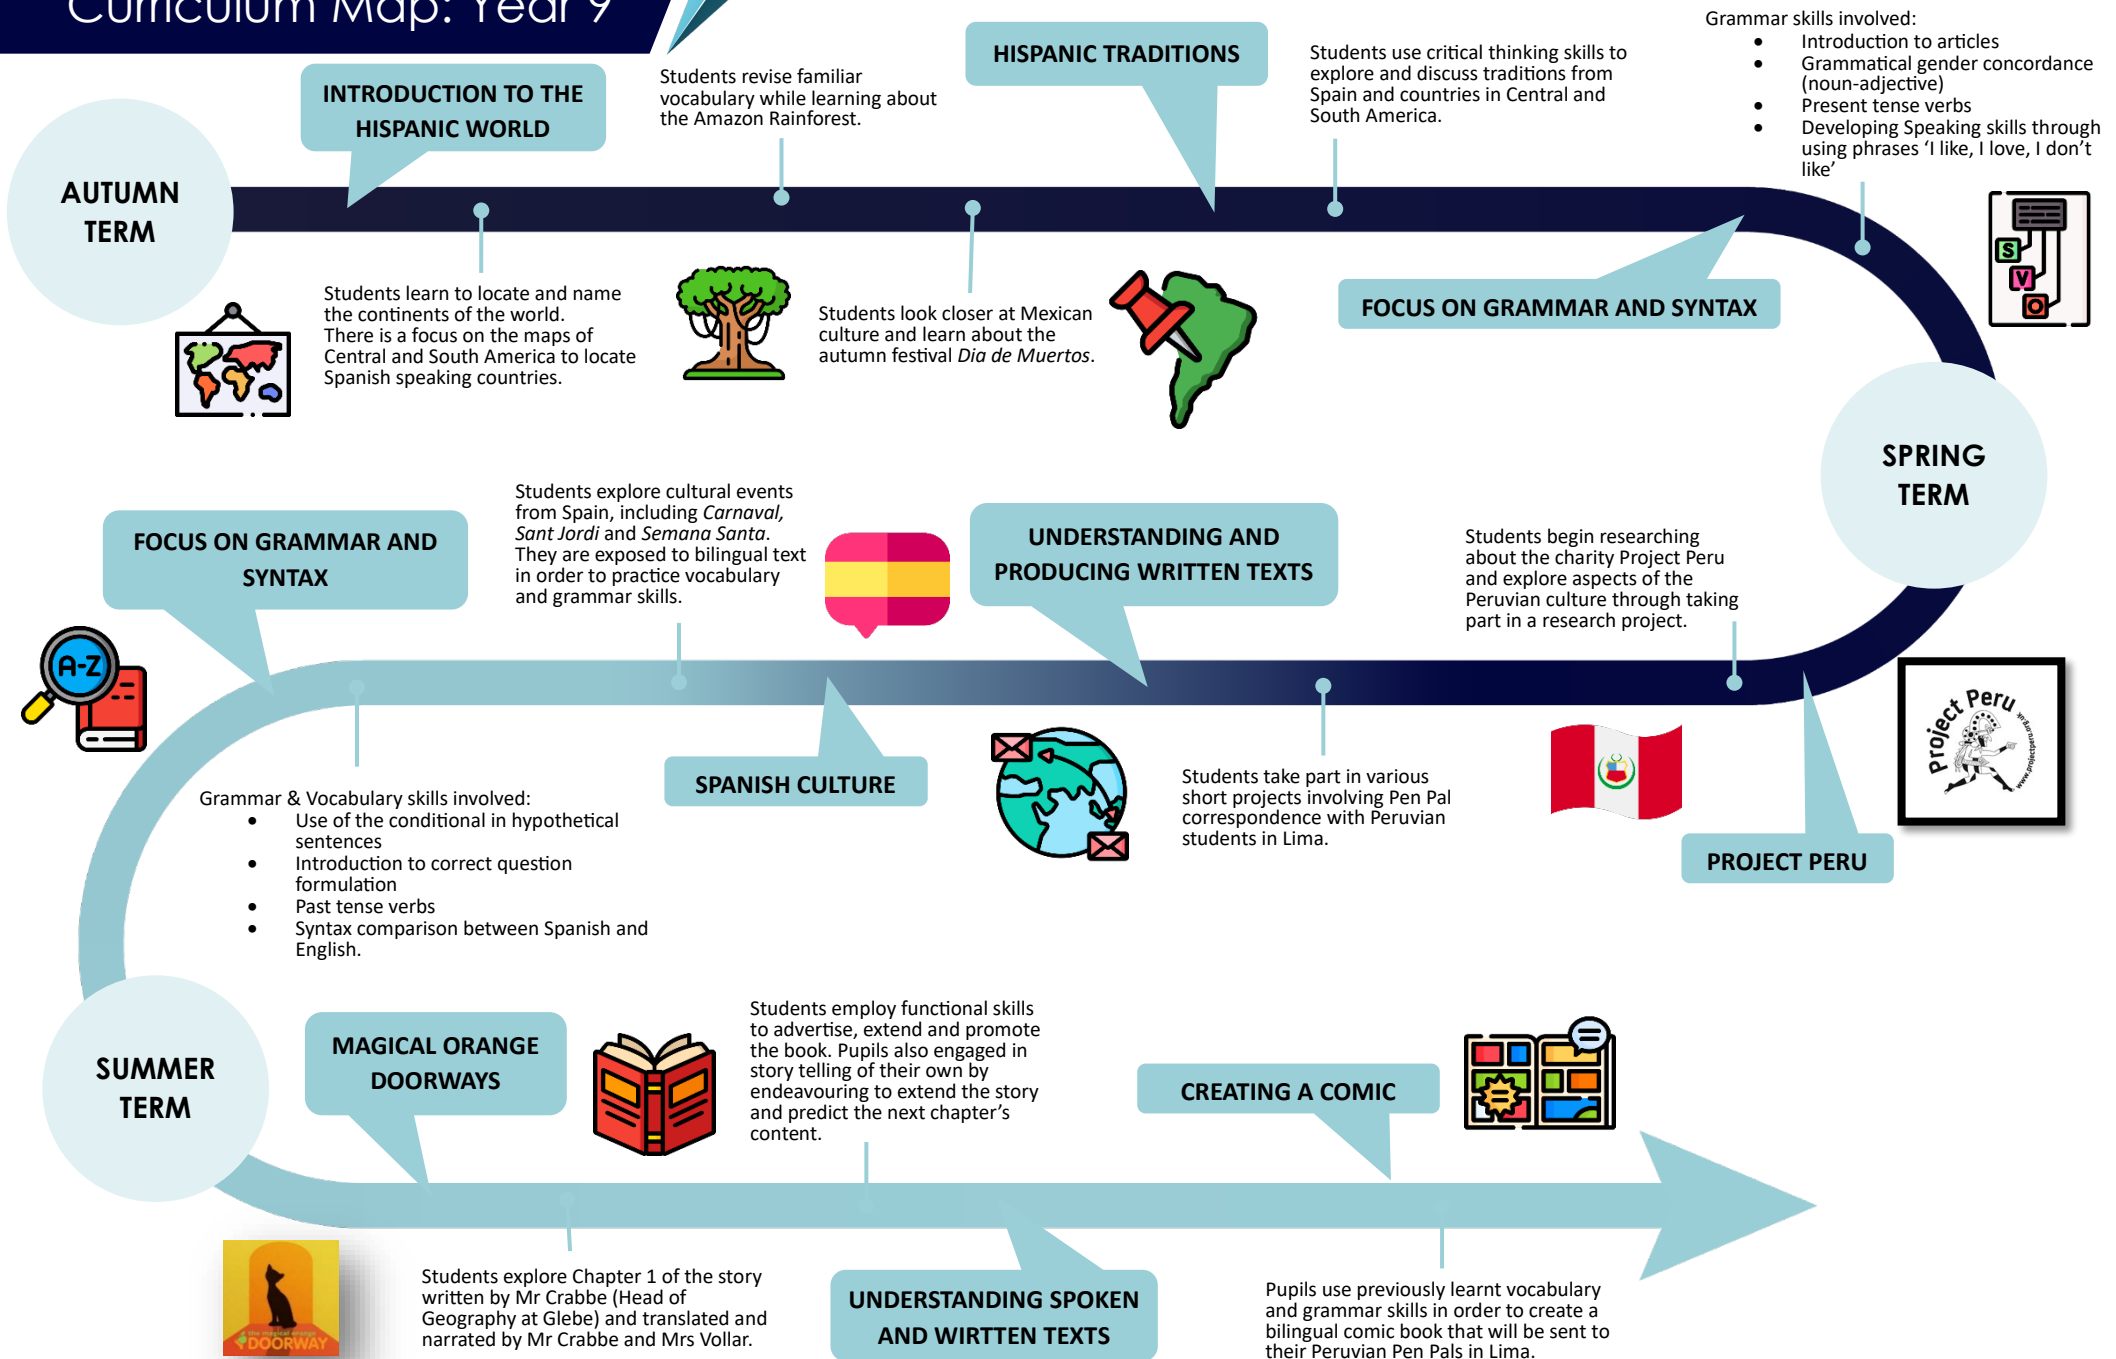 Curriculum Map: Year 9
INTRODUCTION TO THE
HISPANIC WORLD
Students revise familiar
vocabulary while learning about
the Amazon Rainforest.
HISPANIC TRADITIONS
Students use critical thinking skills to
explore and discuss traditions from
Spain and countries in Central and
South America.
Grammar skills involved:
• Introduction to articles
• Grammatical gender concordance
(noun-adjective)
• Present tense verbs
• Developing Speaking skills through
using phrases ‘I like, I love, I don’t
like’
AUTUMN
TERM
Students learn to locate and name
the continents of the world.
There is a focus on the maps of
Central and South America to locate
Spanish speaking countries.
Students look closer at Mexican
culture and learn about the
autumn festival Dia de Muertos.
FOCUS ON GRAMMAR AND SYNTAX
S
V
O
SPRING
TERM
Students begin researching
about the charity Project Peru
and explore aspects of the
Peruvian culture through taking
part in a research project.
Project Peru
www.projectperu.org.uk
PROJECT PERU
UNDERSTANDING AND
PRODUCING WRITTEN TEXTS
Students take part in various
short projects involving Pen Pal
correspondence with Peruvian
students in Lima.
SPANISH CULTURE
Students explore cultural events
from Spain, including Carnaval,
Sant Jordi and Semana Santa.
They are exposed to bilingual text
in order to practice vocabulary
and grammar skills.
FOCUS ON GRAMMAR AND
SYNTAX
A-Z
Grammar & Vocabulary skills involved:
• Use of the conditional in hypothetical
sentences
• Introduction to correct question
formulation
• Past tense verbs
• Syntax comparison between Spanish and
English.
SUMMER
TERM
MAGICAL ORANGE
DOORWAYS
Students employ functional skills
to advertise, extend and promote
the book. Pupils also engaged in
story telling of their own by
endeavouring to extend the story
and predict the next chapter’s
content.
CREATING A COMIC
the magical orange
DOORWAY
Students explore Chapter 1 of the story
written by Mr Crabbe (Head of
Geography at Glebe) and translated and
narrated by Mr Crabbe and Mrs Vollar.
UNDERSTANDING SPOKEN
AND WIRTTEN TEXTS
Pupils use previously learnt vocabulary
and grammar skills in order to create a
bilingual comic book that will be sent to
their Peruvian Pen Pals in Lima.